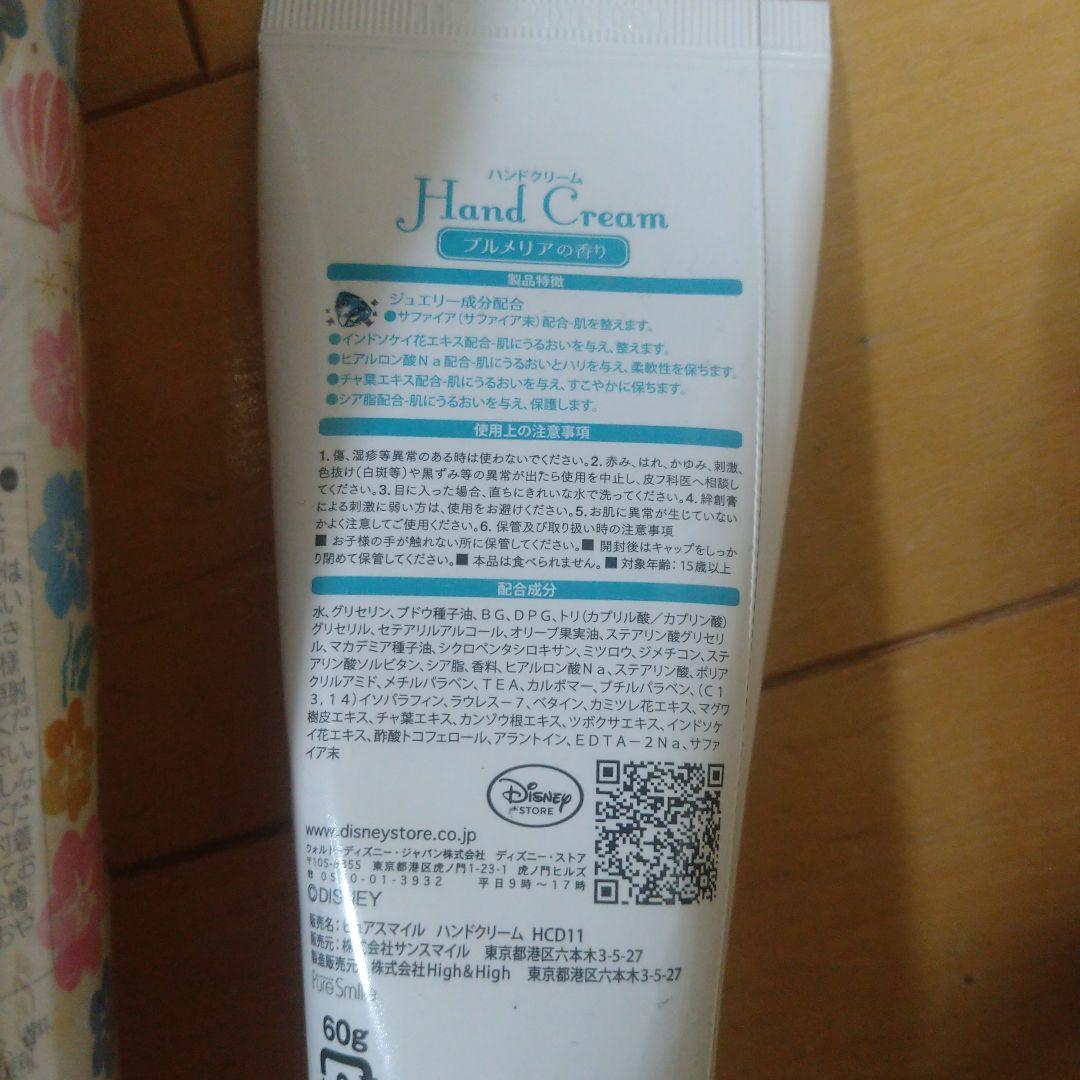 ハンドクリーム
Hand Cream
プルメリアの香り
製品特徴
ジュエリー成分配合
●サファイア(サファイア末)配合-肌を整えます。
●インドソケイ花エキス配合-肌にうるおいを与え、整えます。
●ヒアルロン酸Na配合-肌にうるおいとハリを与え、柔軟性を保ちます。
●チャ葉エキス配合-肌にうるおいを与え、すこやかに保ちます。
●シア脂配合-肌にうるおいを与え、保護します。
使用上の注意事項
1.傷、湿疹等異常のある時は使わないでください。2.赤み、はれ、かゆみ、刺激、
色抜け(白斑等)や黒ずみ等の異常が出たら使用を中止し、皮フ科医へ相談し
てください。3.目に入った場合、直ちにきれいな水で洗ってください。4.絆創膏
による刺激に弱い方は、使用をお避けください。5.お肌に異常が生じていない
かよく注意してご使用ください。6.保管及び取り扱い時の注意事項
■ お子様の手が触れない所に保管してください。■ 開封後はキャップをしっか
り閉めて保管してください。■ 本品は食べられません。■ 対象年齢:15歳以上
配合成分
水、グリセリン、ブドウ種子油、BG、DPG、トリ(カプリル酸/カプリン酸)
グリセリル、セテアリルアルコール、オリーブ果実油、ステアリン酸グリセリ
ル、マカデミア種子油、シクロペンタシロキサン、ミツロウ、ジメチコン、ステ
アリン酸ソルビタン、シア脂、香料、ヒアルロン酸Na、ステアリン酸、ポリア
クリルアミド、メチルパラベン、TEA、カルボマー、ブチルパラベン、(C1
3,14)イソパラフィン、ラウレス-7、ベタイン、カミツレ花エキス、マグワ
樹皮エキス、チャ葉エキス、カンゾウ根エキス、ツボクサエキス、インドソケ
イ花エキス、酢酸トコフェロール、アラントイン、EDTA-2Na、サファ
イア末
DISNEY
STORE
www.disneystore.co.jp
ウォルト・ディズニー・ジャパン株式会社 ディズニー・ストア
東京都港区虎ノ門1-23-1 虎ノ門ヒルズ
平日9時〜17時
©DISNEY
販売名:ピュアスマイル ハンドクリーム HCD11
販売元:株式会社サンスマイル 東京都港区六本木3-5-27
製造販売元:株式会社High&High 東京都港区六本木3-5-27
Pure Smile
60g